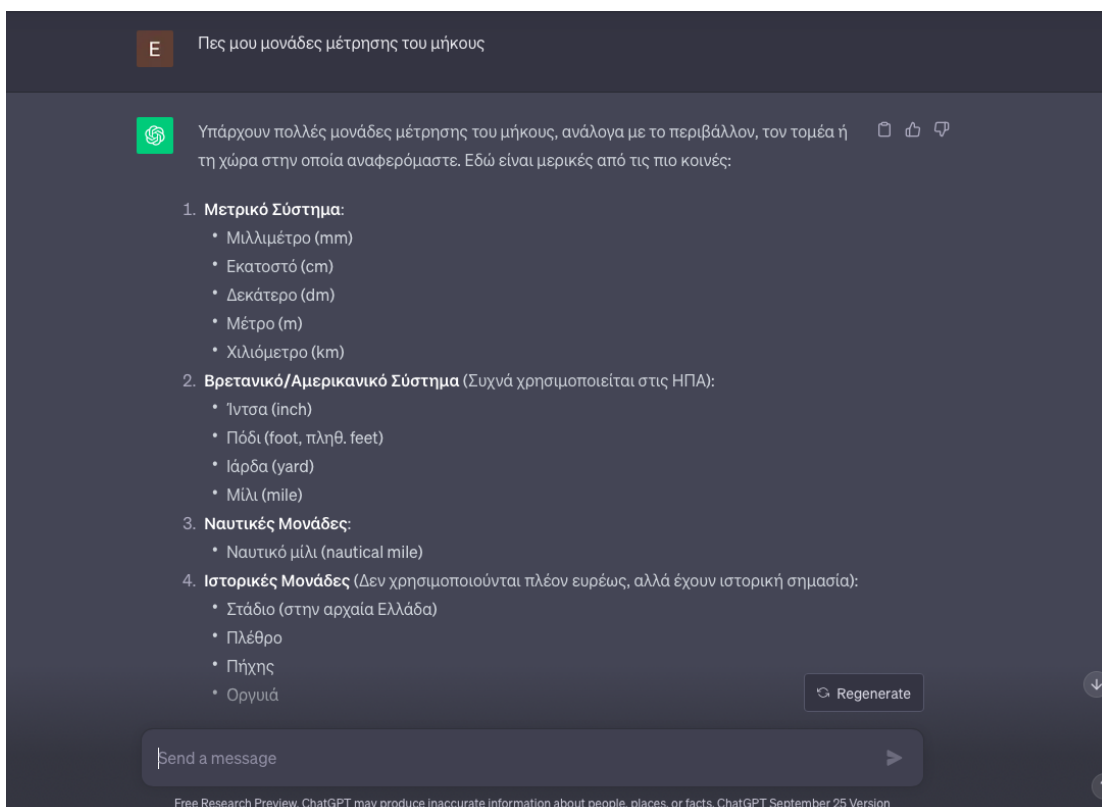 E
Πες μου μονάδες μέτρησης του μήκους
Υπάρχουν πολλές μονάδες μέτρησης του μήκους, ανάλογα με το περιβάλλον, τον τομέα ή
τη χώρα στην οποία αναφερόμαστε. Εδώ είναι μερικές από τις πιο κοινές:
1. Μετρικό Σύστημα:
• Μιλλιμέτρο (mm)
• Εκατοστό (cm)
• Δεκάτερο (dm)
• Μέτρο (m)
• Χιλιόμετρο (km)
2. Βρετανικό/Αμερικανικό Σύστημα (Συχνά χρησιμοποιείται στις ΗΠΑ):
• Ίντσα (inch)
• Πόδι (foot, πληθ. feet)
• Ιάρδα (yard)
• Μίλι (mile)
3. Ναυτικές Μονάδες:
• Ναυτικό μίλι (nautical mile)
4. Ιστορικές Μονάδες (Δεν χρησιμοποιούνται πλέον ευρέως, αλλά έχουν ιστορική σημασία):
• Στάδιο (στην αρχαία Ελλάδα)
• Πλέθρο
• Πήχης
• Οργυιά
Regenerate
Send a message
Free Research Preview. ChatGPT may produce inaccurate information about people, places, or facts. ChatGPT September 25 Version